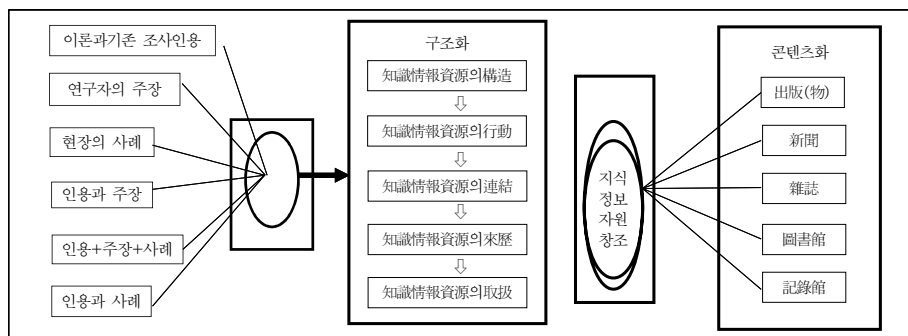 이론과기존 조사인용
연구자의 주장
현장의 사례
인용과 주장
인용+주장+사례
인용과 사례
구조화
知識情報資源의構造
知識情報資源의行動
知識情報資源의連結
知識情報資源의來歷
知識情報資源의取扱
지식
정보
자원
창조
콘텐츠화
出版(物)
新聞
雜誌
圖書館
記錄館